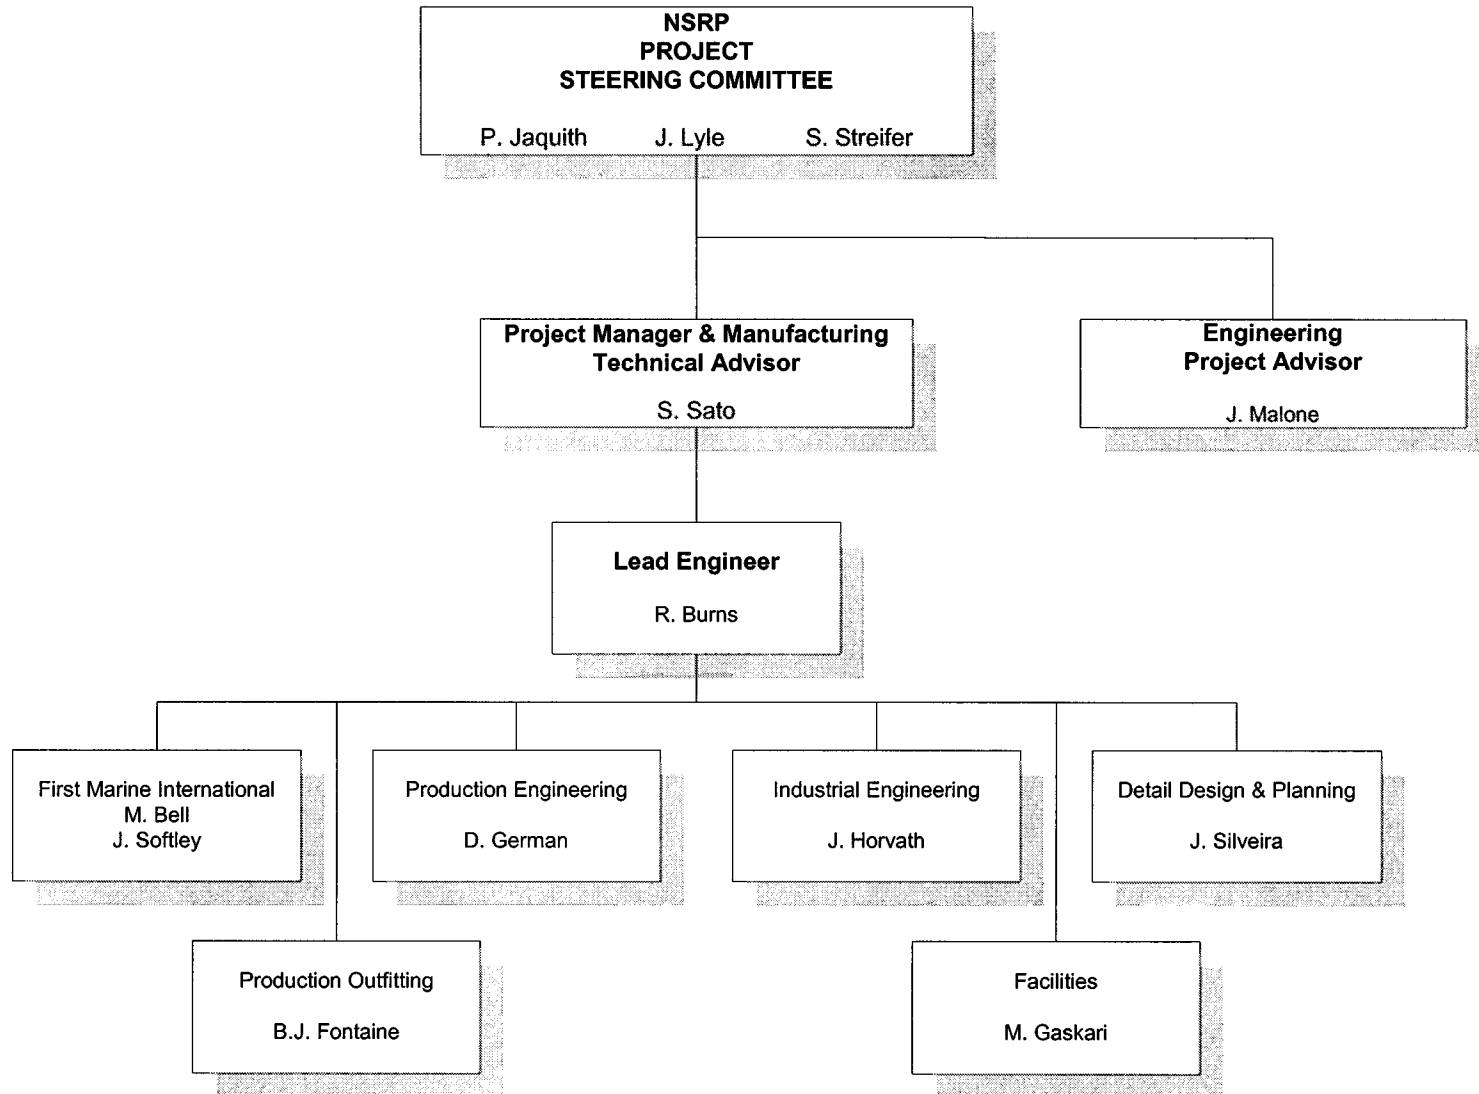 NSRP
PROJECT
STEERING COMMITTEE
P. Jaquith J. Lyle S. Streifer
Project Manager & Manufacturing
Technical Advisor
S. Sato
Engineering
Project Advisor
J. Malone
Lead Engineer
R. Burns
First Marine International
M. Bell
J. Softley
Production Engineering
D. German
Industrial Engineering
J. Horvath
Detail Design & Planning
J. Silveira
Production Outfitting
B.J. Fontaine
Facilities
M. Gaskari